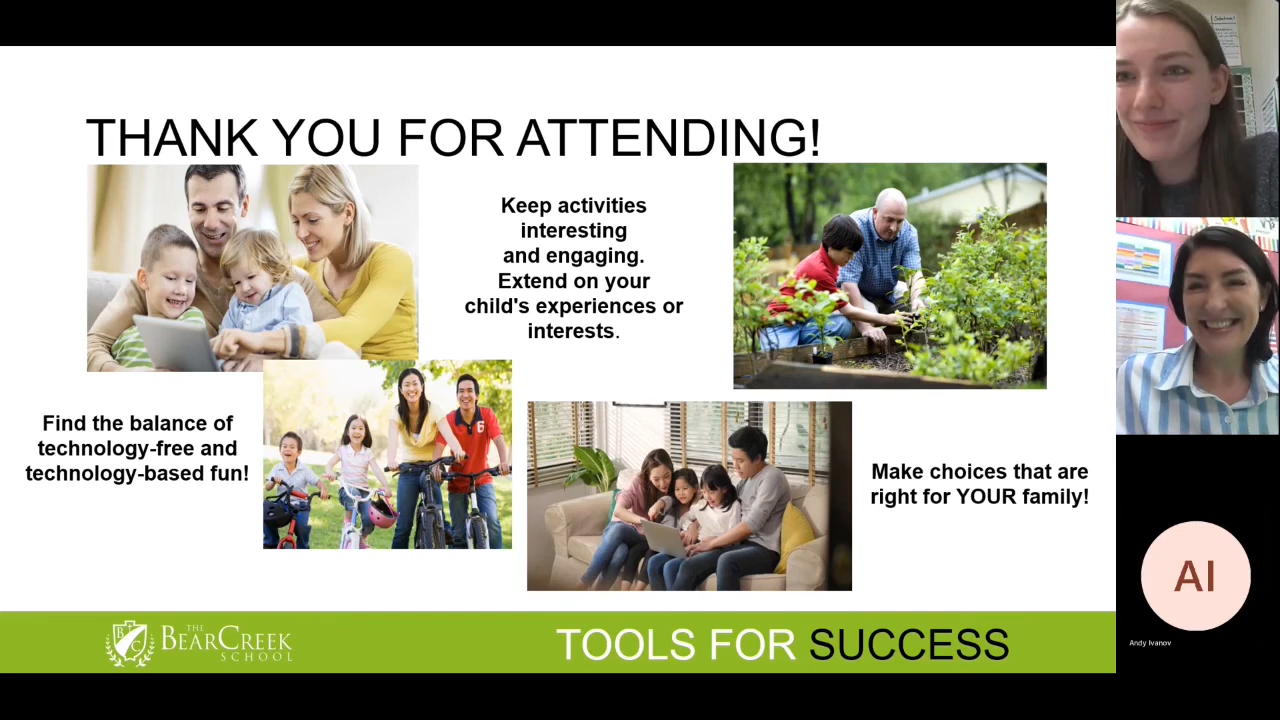 THANK YOU FOR ATTENDING!
Keep activities
interesting
and engaging.
Extend on your
child's experiences or
interests.
Find the balance of
technology-free and
technology-based fun!
Make choices that are
right for YOUR family!
THE
BEAR CREEK
SCHOOL
B C
TOOLS FOR SUCCESS
AI
Andy Ivanov